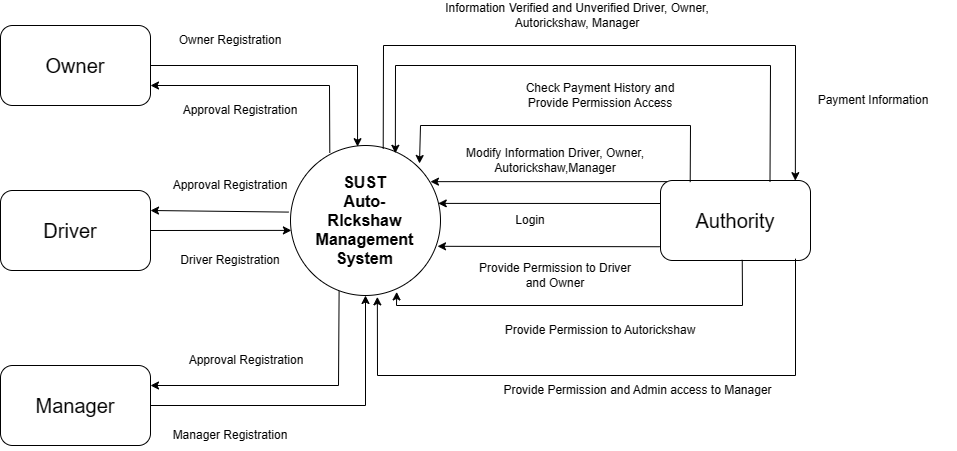 Information Verified and Unverified Driver, Owner,
Autorickshaw, Manager
Owner Registration
Owner
Check Payment History and
Provide Permission Access
Payment Information
Approval Registration
Modify Information Driver, Owner,
Autorickshaw,Manager
Approval Registration
SUST
Auto-
RIckshaw
Management
System
Login
Authority
Driver
Driver Registration
Provide Permission to Driver
and Owner
Provide Permission to Autorickshaw
Approval Registration
Provide Permission and Admin access to Manager
Manager
Manager Registration